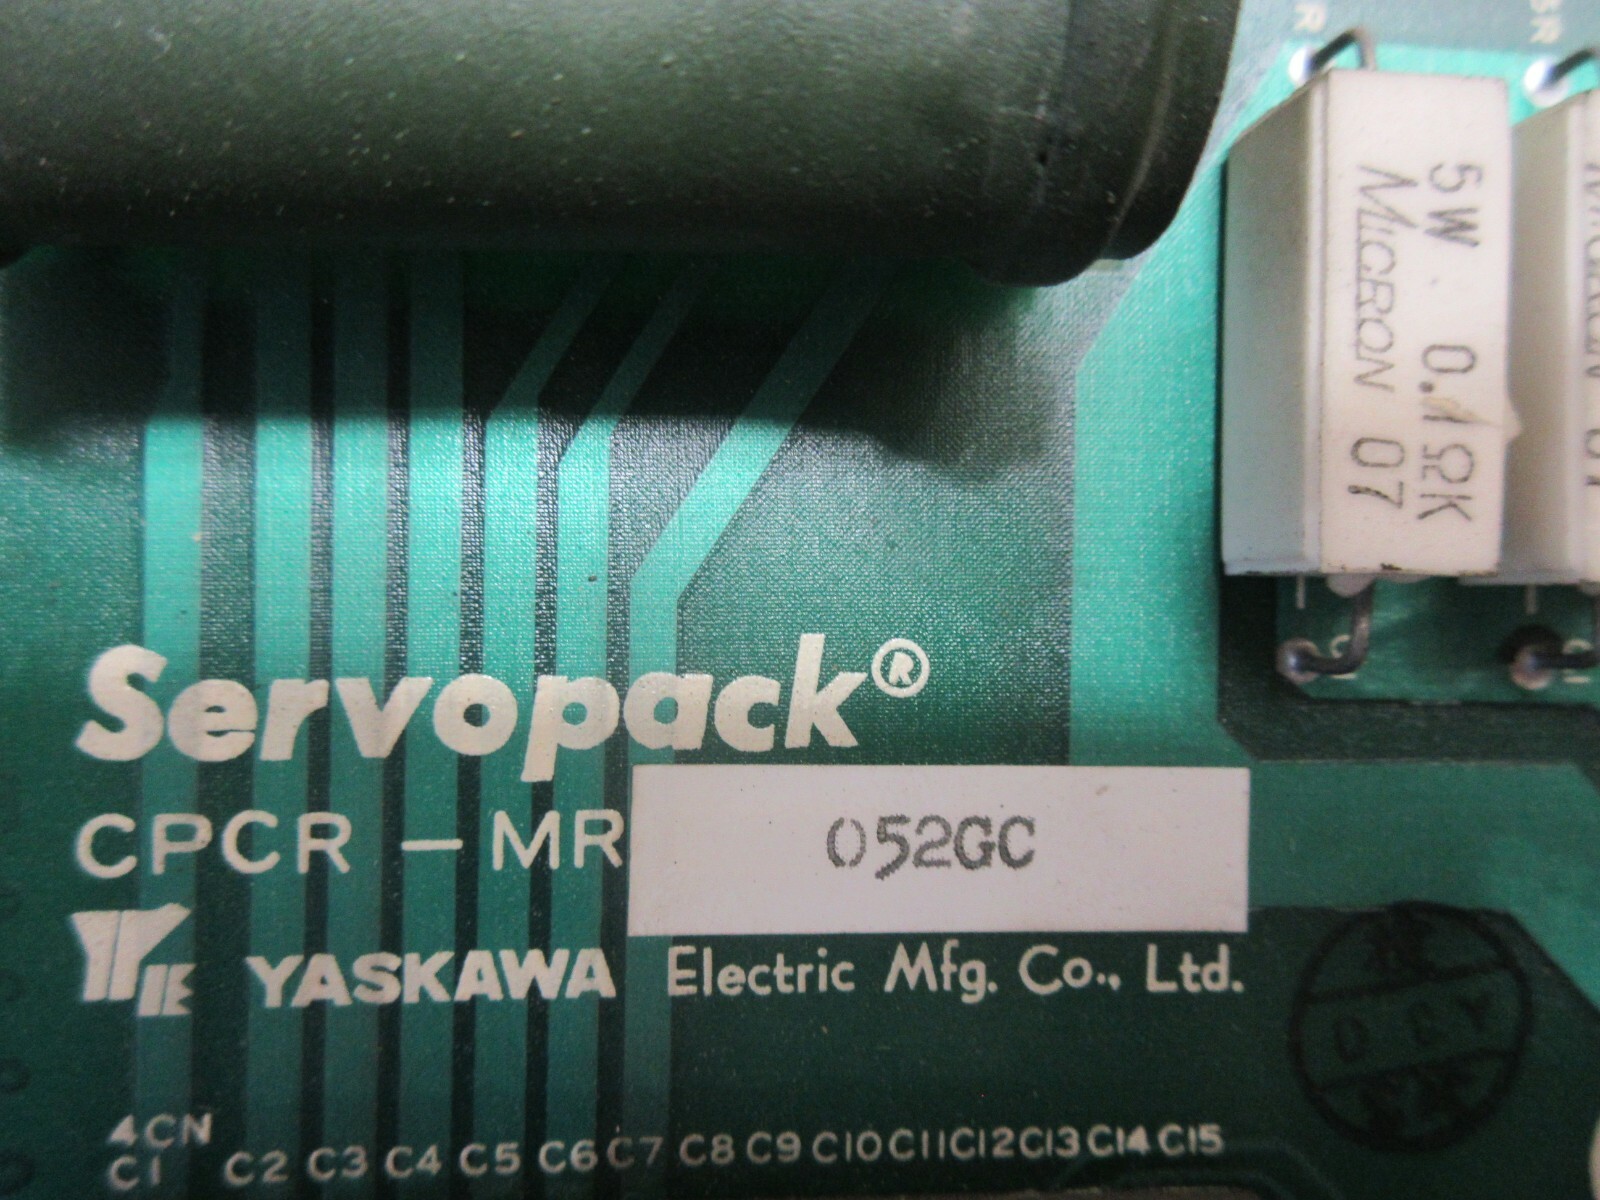 R
5W 0.1ΩK
MICRON 07
Servopack®
CPCR-MR 052GC
YASKAWA Electric Mfg. Co., Ltd.
4CN
C1 C2 C3 C4 C5 C6 C7 C8 C9 C10 C11 C12 C13 C14 C15